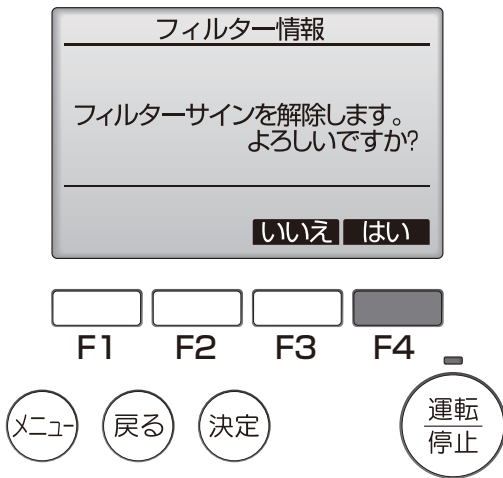 フィルター情報
フィルターサインを解除します。
よろしいですか?
いいえ はい
F1 F2 F3 F4
メニュー 戻る 決定 運転
停止